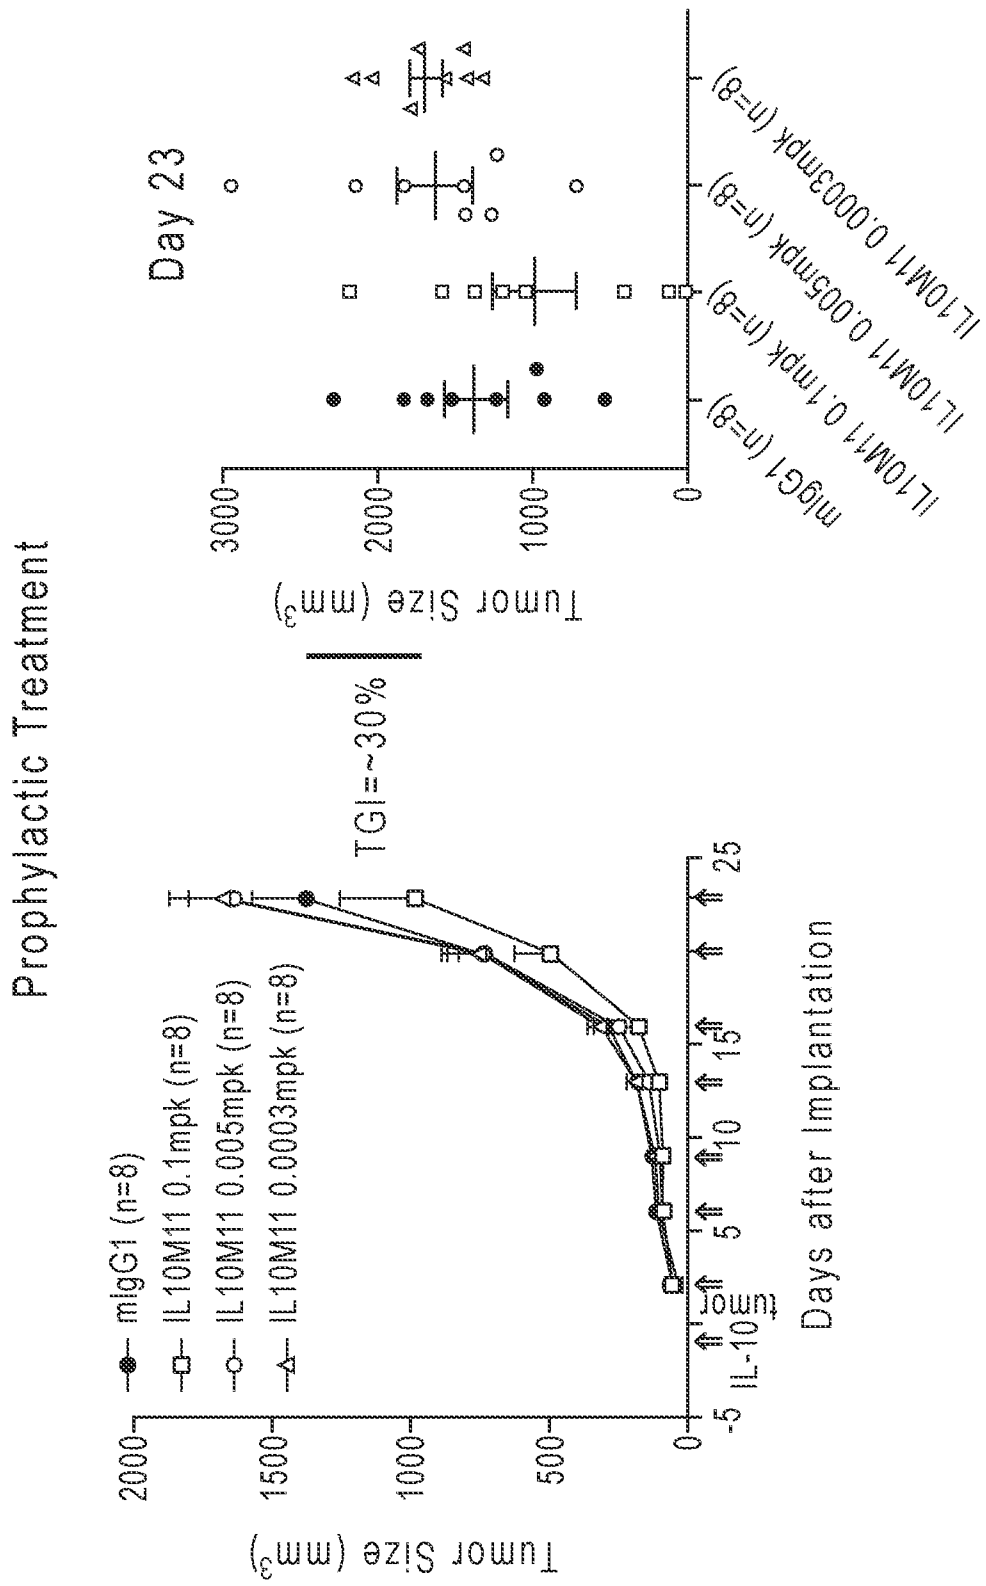 Prophylactic Treatment
Tumor Size (mm³)
2000
1500
1000
500
0
mIgG1 (n=8)
IL10M11 0.1mpk (n=8)
IL10M11 0.005mpk (n=8)
IL10M11 0.0003mpk (n=8)
-5
5
10
15
25
IL-10
tumor
Days after Implantation
TGI=~30%
Day 23
Tumor Size (mm³)
3000
2000
1000
0
mIgG1 (n=8)
IL10M11 0.1mpk (n=8)
IL10M11 0.005mpk (n=8)
IL10M11 0.0003mpk (n=8)